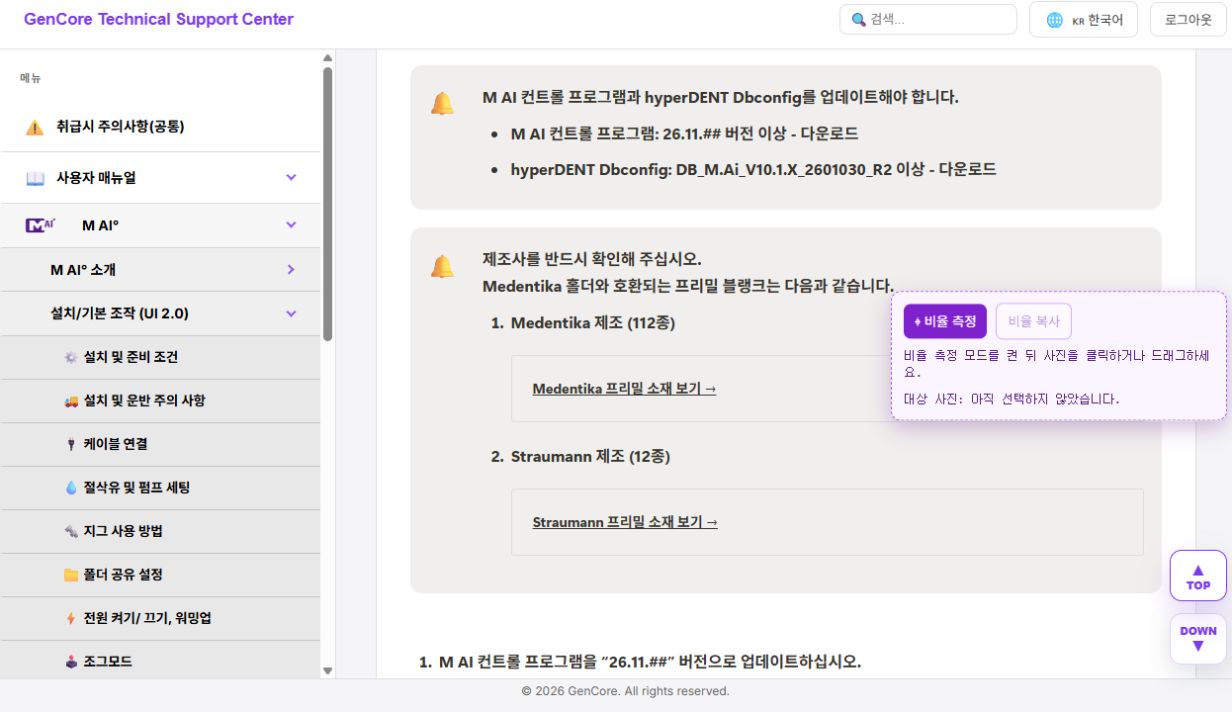 GenCore Technical Support Center
검색...
KR 한국어
로그아웃
메뉴
취급시 주의사항(공통)
사용자 매뉴얼
M AI°
M AI°
M AI° 소개
설치/기본 조작 (UI 2.0)
설치 및 준비 조건
설치 및 운반 주의 사항
케이블 연결
절삭유 및 펌프 세팅
지그 사용 방법
폴더 공유 설정
전원 켜기/ 끄기, 워밍업
조그모드
M AI 컨트롤 프로그램과 hyperDENT Dbconfig를 업데이트해야 합니다.
• M AI 컨트롤 프로그램: 26.11.## 버전 이상 - 다운로드
• hyperDENT Dbconfig: DB_M.Ai_V10.1.X_2601030_R2 이상 - 다운로드
제조사를 반드시 확인해 주십시오.
Medentika 홀더와 호환되는 프리밀 블랭크는 다음과 같습니다.
1. Medentika 제조 (112종)
Medentika 프리밀 소재 보기 →
2. Straumann 제조 (12종)
Straumann 프리밀 소재 보기 →
1. M AI 컨트롤 프로그램을 “26.11.##” 버전으로 업데이트하십시오.
비율 측정
비율 복사
비율 측정 모드를 켠 뒤 사진을 클릭하거나 드래그하세
요.
대상 사진: 아직 선택하지 않았습니다.
▲
TOP
DOWN
▼
© 2026 GenCore. All rights reserved.